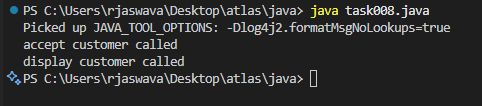 PS C:\Users\rjaswava\Desktop\atlas\java> java task008.java
Picked up JAVA_TOOL_OPTIONS: -Dlog4j2.formatMsgNoLookups=true
accept customer called
display customer called
PS C:\Users\rjaswava\Desktop\atlas\java>